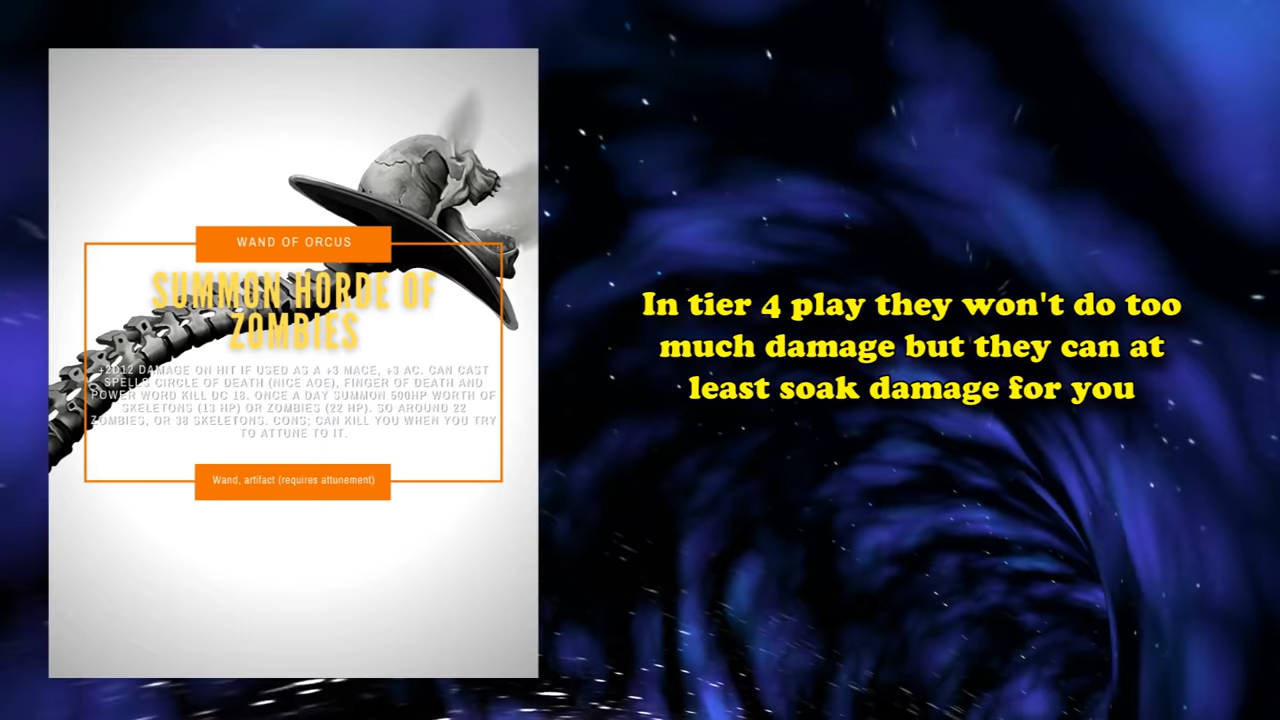 WAND OF ORCUS
SUMMON HORDE OF
ZOMBIES
+2D12 DAMAGE ON HIT IF USED AS A +3 MACE, +3 AC. CAN CAST
SPELLS CIRCLE OF DEATH (NICE AOE), FINGER OF DEATH AND
POWER WORD KILL DC 18. ONCE A DAY SUMMON 500HP WORTH OF
SKELETONS (13 HP) OR ZOMBIES (22 HP). SO AROUND 22
ZOMBIES, OR 38 SKELETONS. CONS; CAN KILL YOU WHEN YOU TRY
TO ATTUNE TO IT.
Wand, artifact (requires attunement)
In tier 4 play they won't do too
much damage but they can at
least soak damage for you